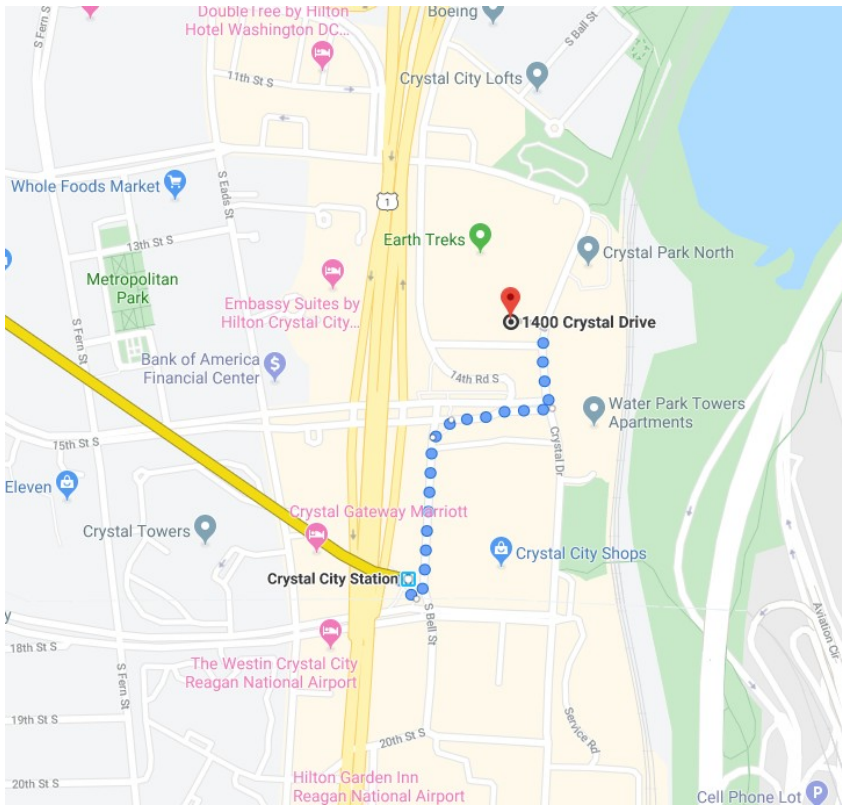 DoubleTree by Hilton
Hotel Washington DC...
Boeing
S Ball St
S Fern St
11th St S
Crystal City Lofts
Whole Foods Market
S Eads St
1
13th St S
Earth Treks
Crystal Park North
Metropolitan
Park
Embassy Suites by
Hilton Crystal City...
1400 Crystal Drive
S Fern St
Bank of America
Financial Center
$
14th Rd S
Water Park Towers
Apartments
15th St S
Crystal Dr
Eleven
Crystal Gateway Marriott
Crystal Towers
Crystal City Shops
Crystal City Station
y
S Bell St
Aviation Cir
18th St S
The Westin Crystal City
Reagan National Airport
S Fern St
19th St S
Service Rd
20th St S
20th St S
Hilton Garden Inn
Reagan National Airport
Cell Phone Lot
P